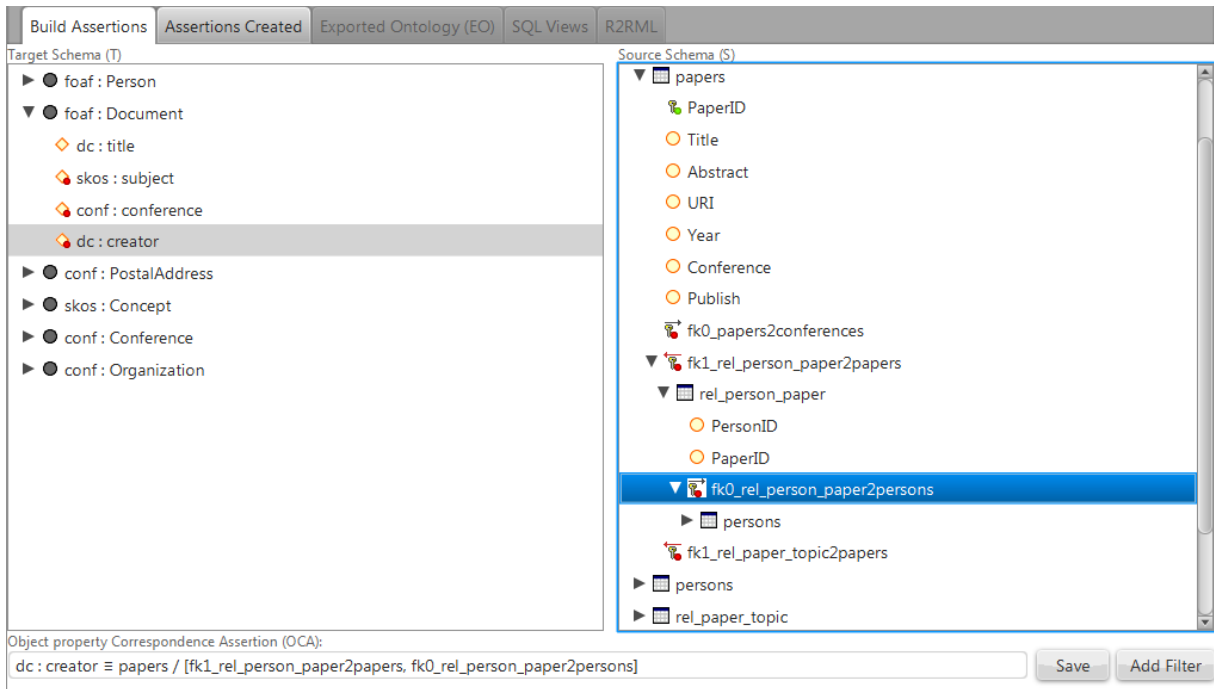 Build Assertions Assertions Created Exported Ontology (EO) SQL Views R2RML
Target Schema (T)
foaf : Person
foaf : Document
dc : title
skos : subject
conf : conference
dc : creator
conf : PostalAddress
skos : Concept
conf : Conference
conf : Organization
Source Schema (S)
papers
PaperID
Title
Abstract
URI
Year
Conference
Publish
fk0_papers2conferences
fk1_rel_person_paper2papers
rel_person_paper
PersonID
PaperID
fk0_rel_person_paper2persons
persons
fk1_rel_paper_topic2papers
persons
rel_paper_topic
Object property Correspondence Assertion (OCA):
dc : creator ≡ papers / [fk1_rel_person_paper2papers, fk0_rel_person_paper2persons]
Save Add Filter